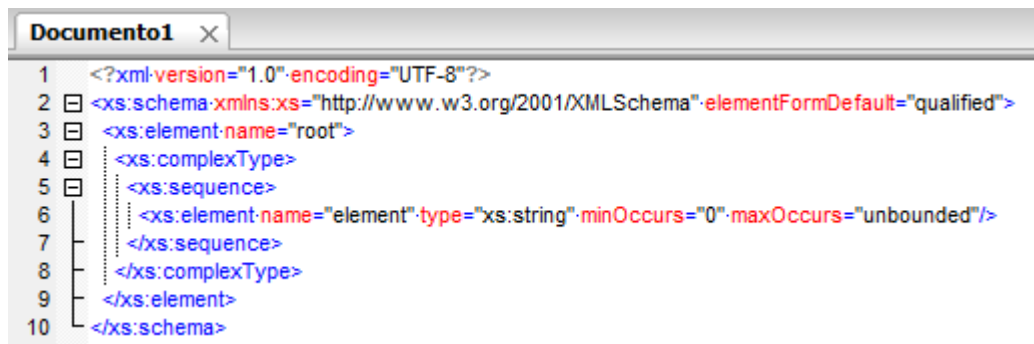 Documento1
1 <?xml version="1.0" encoding="UTF-8"?>
2 <xs:schema xmlns:xs="http://www.w3.org/2001/XMLSchema" elementFormDefault="qualified">
3 <xs:element name="root">
4 <xs:complexType>
5 <xs:sequence>
6 <xs:element name="element" type="xs:string" minOccurs="0" maxOccurs="unbounded"/>
7 </xs:sequence>
8 </xs:complexType>
9 </xs:element>
10 </xs:schema>